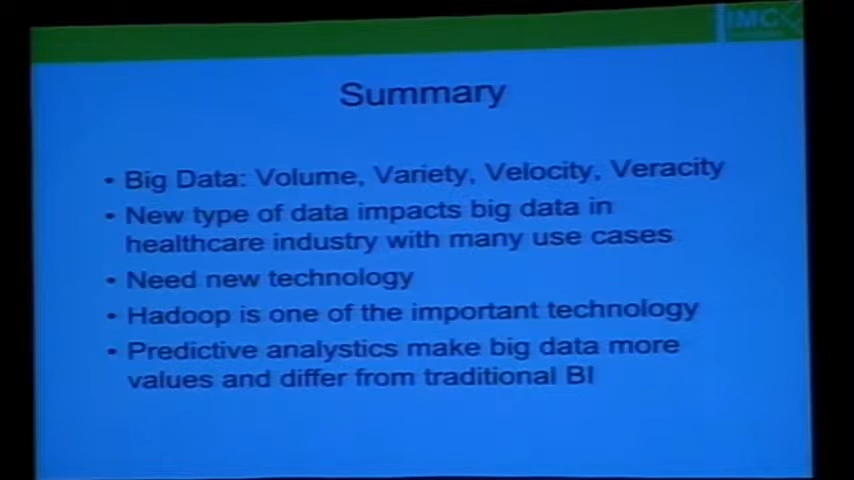 IMC
Summary
• Big Data: Volume, Variety, Velocity, Veracity
• New type of data impacts big data in
healthcare industry with many use cases
• Need new technology
• Hadoop is one of the important technology
• Predictive analystics make big data more
values and differ from traditional BI